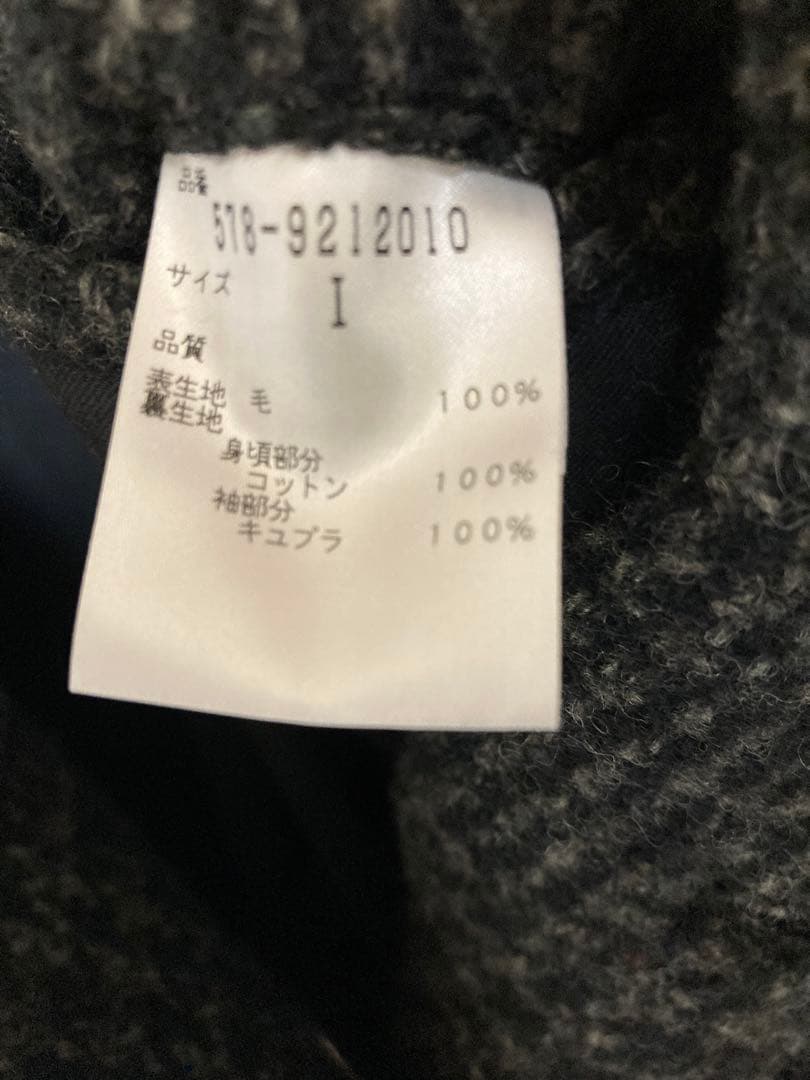 品番
578-9212010
サイズ
I
品質
表生地 毛 100%
裏生地
身頃部分
コットン 100%
袖部分
キュプラ 100%